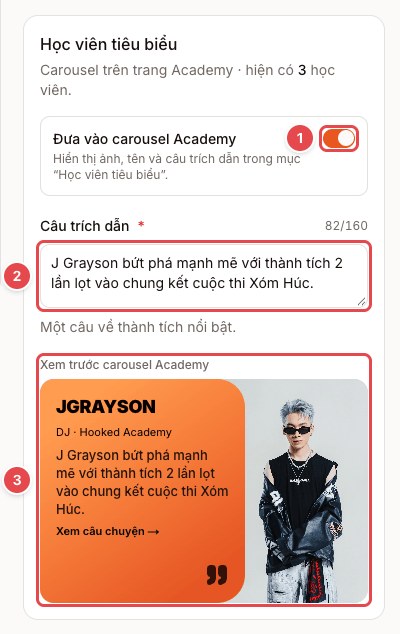 Học viên tiêu biểu
Carousel trên trang Academy · hiện có 3 học
viên.
Đưa vào carousel Academy
1
Hiển thị ảnh, tên và câu trích dẫn trong mục
“Học viên tiêu biểu”.
Câu trích dẫn *
82/160
2
J Grayson bứt phá mạnh mẽ với thành tích 2
lần lọt vào chung kết cuộc thi Xóm Húc.
Một câu về thành tích nổi bật.
Xem trước carousel Academy
3
JGRAYSON
DJ · Hooked Academy
J Grayson bứt phá mạnh
mẽ với thành tích 2 lần lọt
vào chung kết cuộc thi Xóm
Húc.
Xem câu chuyện →
”